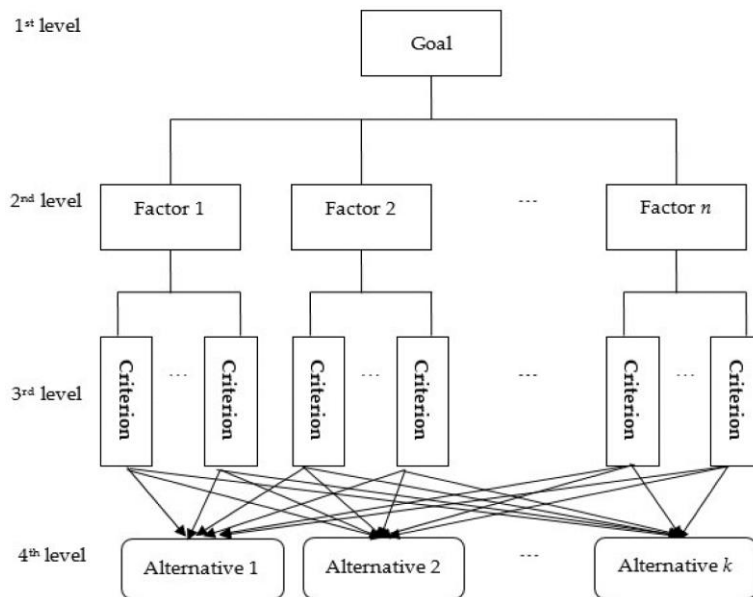 1st level
Goal
2nd level
Factor 1
Factor 2
---
Factor n
3rd level
Criterion
...
Criterion
Criterion
...
Criterion
---
Criterion
...
Criterion
4th level
Alternative 1
Alternative 2
---
Alternative k